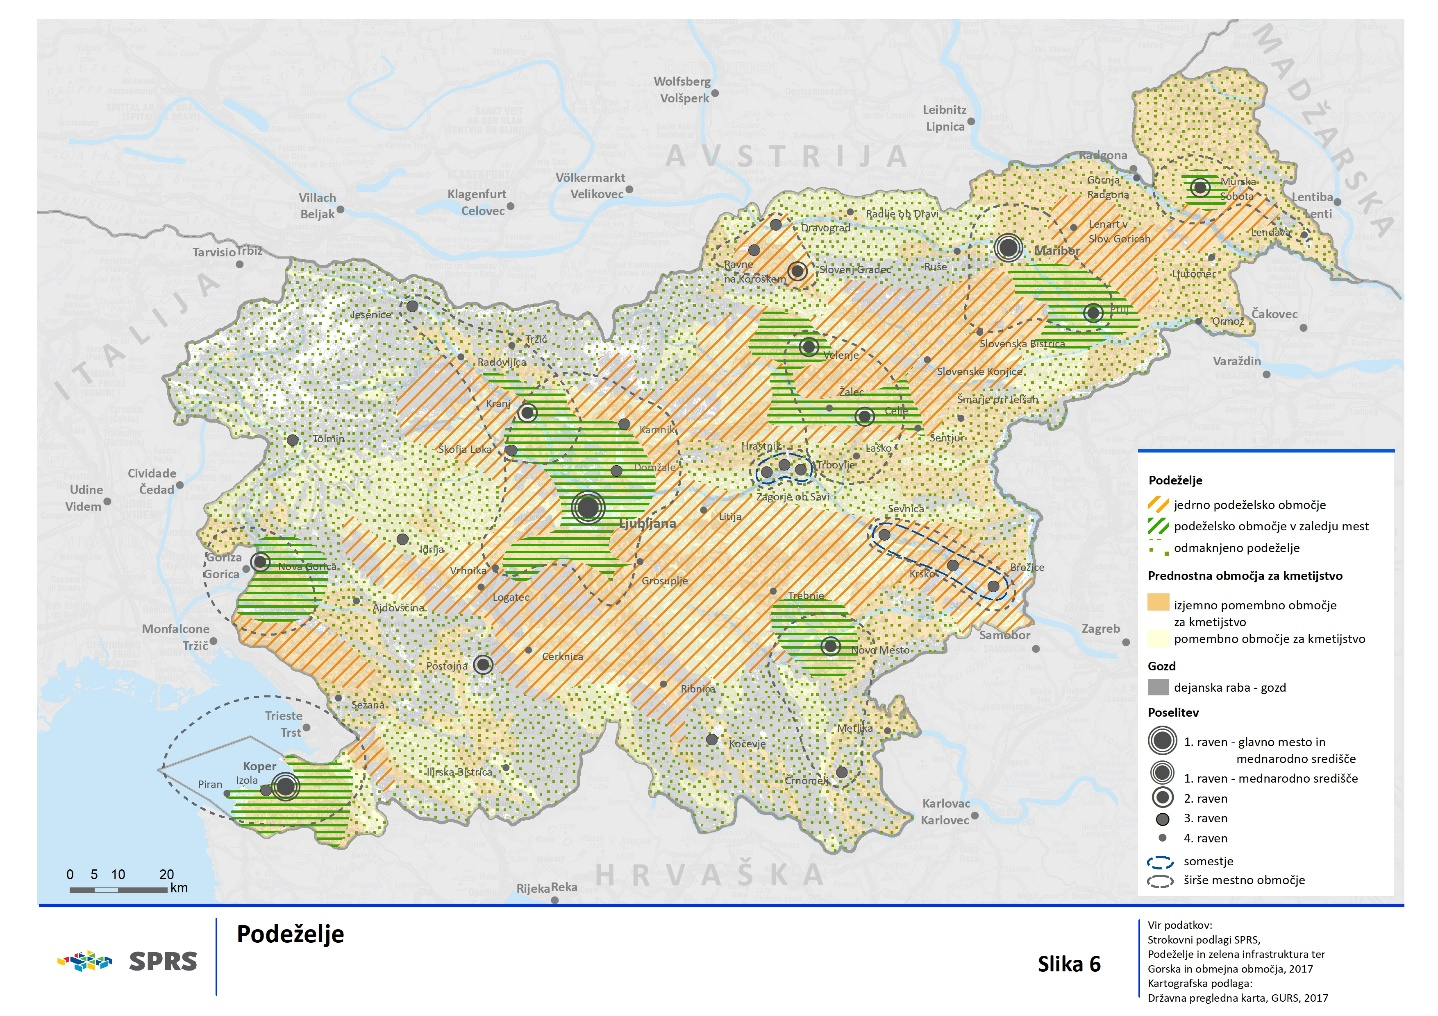 MADŽARSKA
AVSTRIJA
ITALIJA
HRVAŠKA
Wolfsberg
Volšperk
Leibnitz
Lipnica
Radgona
Gornja
Radgona
Murska
Sobota
Lentiba
Lenti
Lendava
Völkermarkt
Velikovec
Klagenfurt
Celovec
Villach
Beljak
Tarvisio
Trbiž
Radlje ob Dravi
Dravograd
Ravne
na Koroškem
Slovenj Gradec
Ruše
Maribor
Lenart v
Slov. Goricah
Ljutomer
Ptuj
Ormož
Čakovec
Varaždin
Jesenice
Tržič
Radovljica
Kranj
Škofja Loka
Kamnik
Domžale
Velenje
Žalec
Celje
Slovenska Bistrica
Slovenske Konjice
Šmarje pri Jelšah
Šentjur
Laško
Hrastnik
Trbovlje
Zagorje ob Savi
Tolmin
Cividade
Čedad
Udine
Videm
Ljubljana
Litija
Sevnica
Krško
Brežice
Goriza
Gorica
Nova Gorica
Idrija
Vrhnika
Logatec
Grosuplje
Trebnje
Ajdovščina
Monfalcone
Tržič
Samobor
Zagreb
Novo Mesto
Postojna
Cerknica
Ribnica
Sežana
Trieste
Trst
Metlika
Kočevje
Črnomelj
Ilirska Bistrica
Koper
Izola
Piran
Karlovac
Karlovec
Rijeka
Reka
0 5 10 20
km
Podeželje
jedrno podeželsko območje
podeželsko območje v zaledju mest
odmaknjeno podeželje
Prednostna območja za kmetijstvo
izjemno pomembno območje
za kmetijstvo
pomembno območje za kmetijstvo
Gozd
dejanska raba - gozd
Poselitev
1. raven - glavno mesto in
mednarodno središče
1. raven - mednarodno središče
2. raven
3. raven
4. raven
somestje
širše mestno območje
SPRS
Podeželje
Slika 6
Vir podatkov:
Strokovni podlagi SPRS,
Podeželje in zelena infrastruktura ter
Gorska in obmejna območja, 2017
Kartografska podlaga:
Državna pregledna karta, GURS, 2017